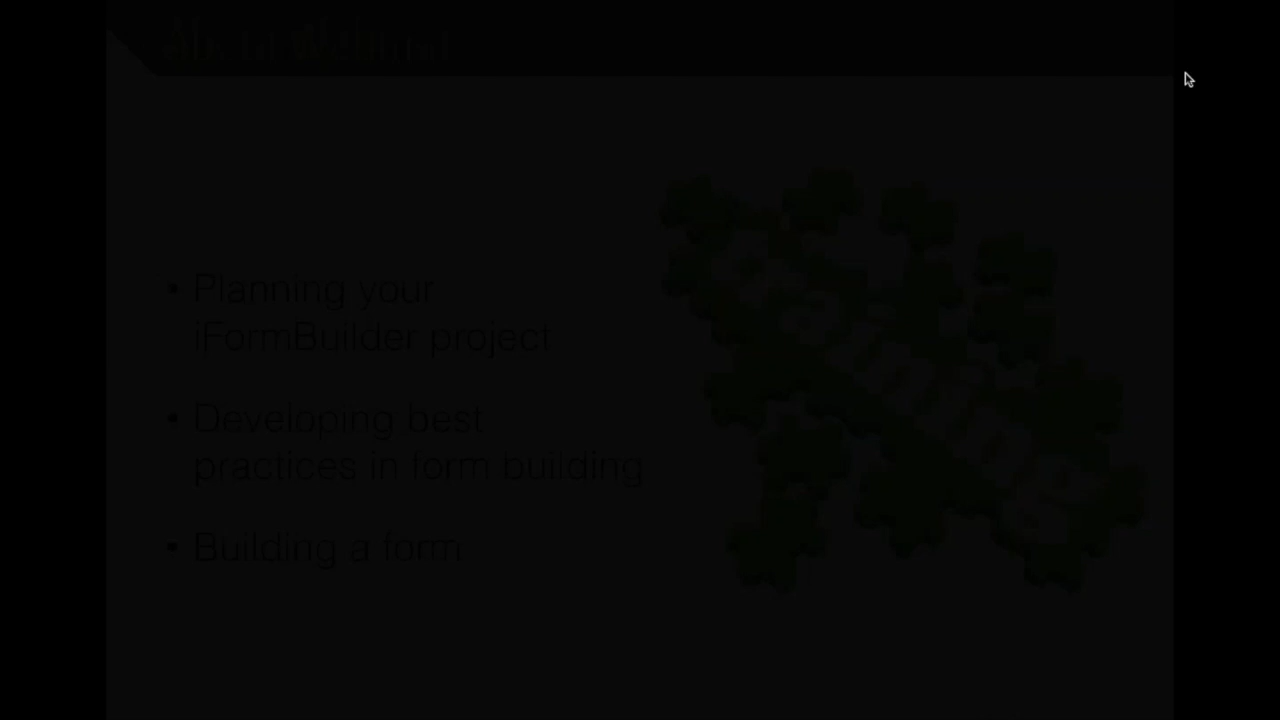 • Planning your
iFormBuilder project
• Developing best
practices in form building
• Building a form